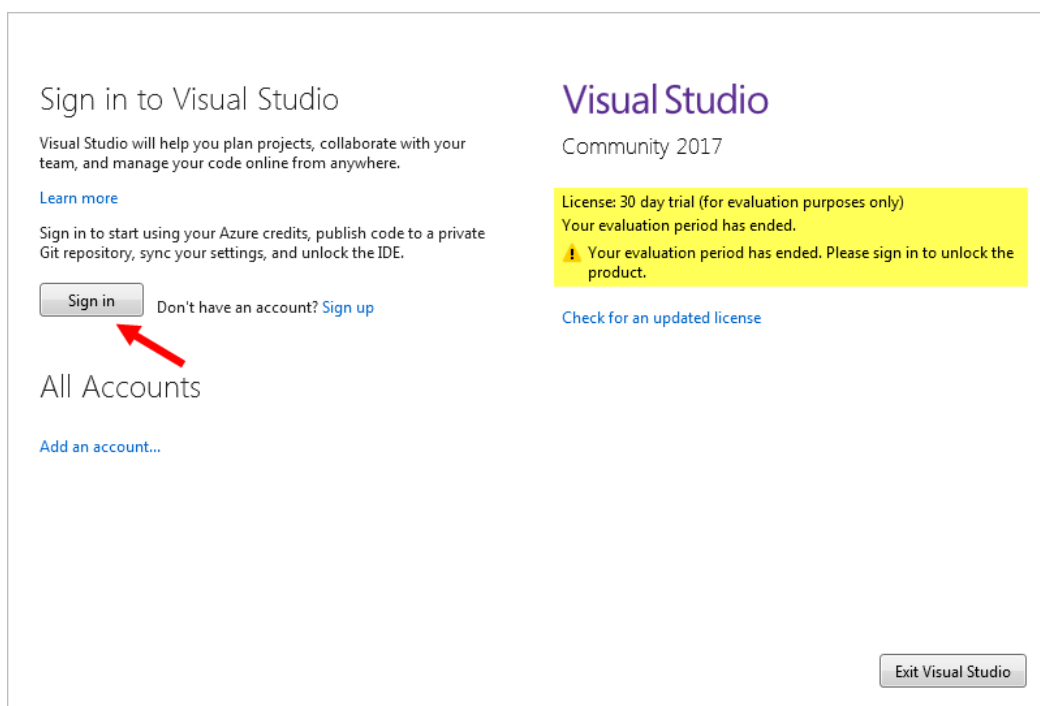 Sign in to Visual Studio
Visual Studio will help you plan projects, collaborate with your
team, and manage your code online from anywhere.
Learn more
Sign in to start using your Azure credits, publish code to a private
Git repository, sync your settings, and unlock the IDE.
Sign in
Don't have an account? Sign up
All Accounts
Add an account...
Visual Studio
Community 2017
License: 30 day trial (for evaluation purposes only)
Your evaluation period has ended.
Your evaluation period has ended. Please sign in to unlock the
product.
Check for an updated license
Exit Visual Studio